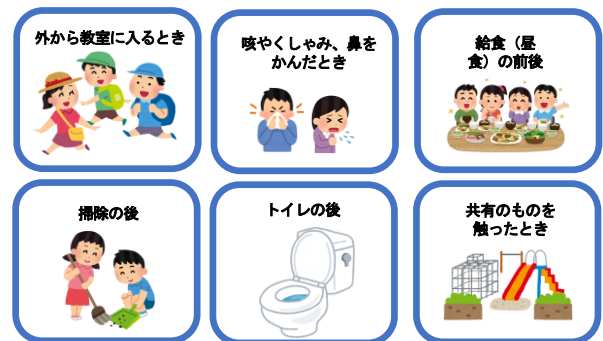 外から教室に入るとき
咳やくしゃみ、鼻を
かんだとき
給食（昼
食）の前後
掃除の後
トイレの後
共有のものを
触ったとき